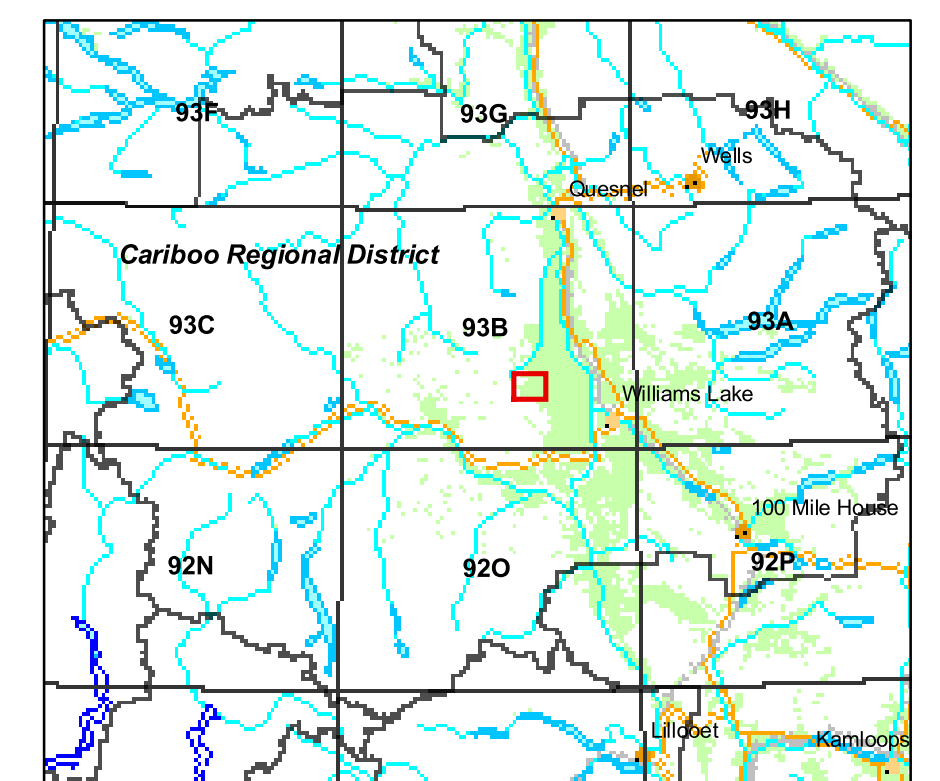 93F
93G
93H
Wells
Quesnel
Cariboo Regional District
93C
93B
93A
Williams Lake
100 Mile House
92N
92O
92P
Lillooet
Kamloops